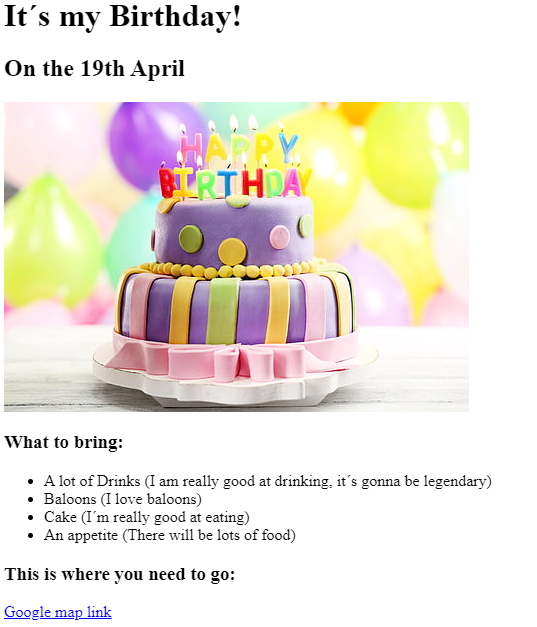 It´s my Birthday!
On the 19th April
HAPPY
BIRTHDAY
What to bring:
A lot of Drinks (I am really good at drinking, it´s gonna be legendary)
Baloons (I love baloons)
Cake (I´m really good at eating)
An appetite (There will be lots of food)
This is where you need to go:
Google map link